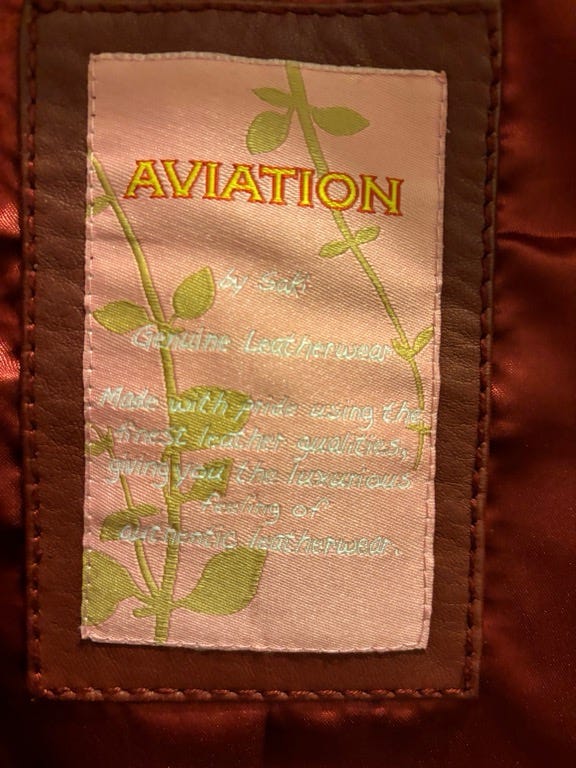 AVIATION
by Saki
Genuine Leatherwear
Made with pride using the
finest leather qualities,
giving you the luxurious
feeling of
authentic leatherwear.